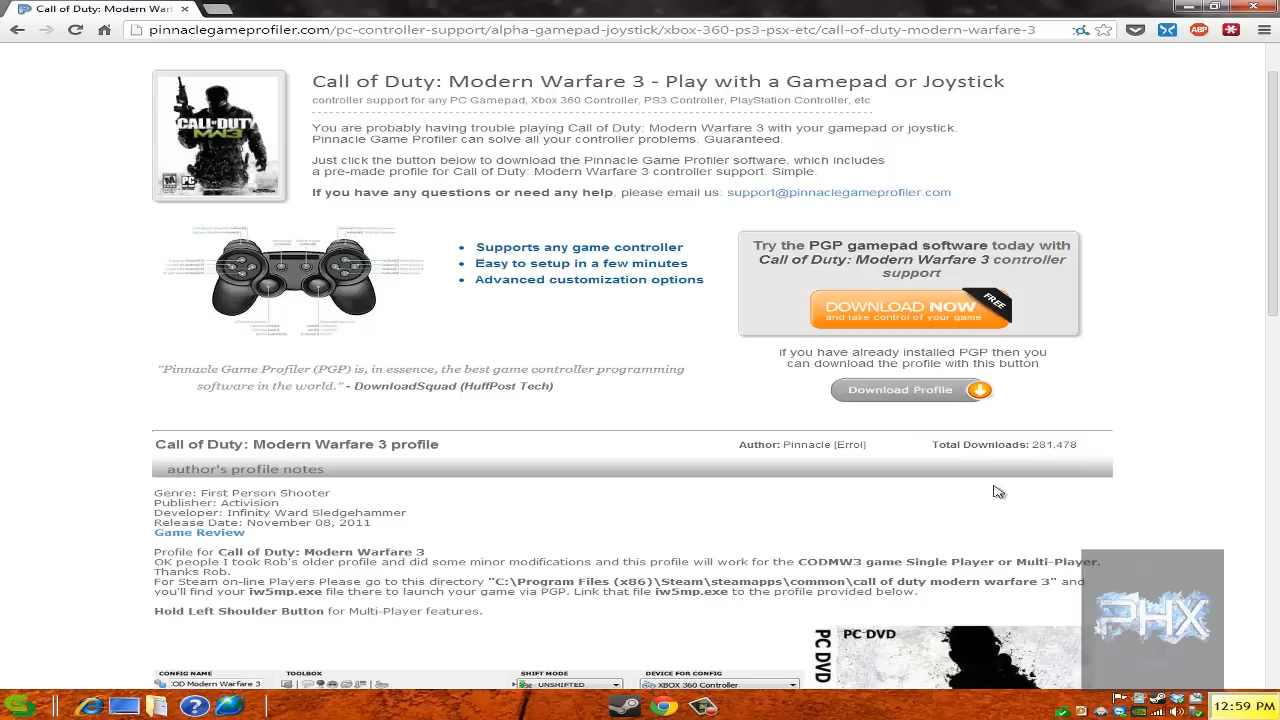 Call of Duty: Modern Warf
pinnaclegameprofiler.com/pc-controller-support/tablet-gamepad-joystick/xbox-360-ps3-psx-etc/call-of-duty-modern-warfare-3
ABP
Call of Duty: Modern Warfare 3 - Play with a Gamepad or Joystick
controller support for any PC Gamepad, Xbox 360 Controller, PS3 Controller, PlayStation Controller, etc
You are probably having trouble playing Call of Duty: Modern Warfare 3 with your gamepad or joystick.
Pinnacle Game Profiler can solve all your controller problems. Guaranteed.
Just click the button below to download the Pinnacle Game Profiler software, which includes
a pre-made profile for Call of Duty: Modern Warfare 3 controller support. Simple.
If you have any questions or need any help, please email us: support@pinnaclegameprofiler.com
CALL OF DUTY
MW3
PC
Supports any game controller
Easy to setup in a few minutes
Advanced customization options
Try the PGP gamepad software today with
Call of Duty: Modern Warfare 3 controller
support
DOWNLOAD NOW
FREE
and take control of your game
if you have already installed PGP then you
can download the profile with this button
Download Profile
"Pinnacle Game Profiler (PGP) is, in essence, the best game controller programming
software in the world." - DownloadSquad (HuffPost Tech)
Call of Duty: Modern Warfare 3 profile
Author: Pinnacle [Errol]
Total Downloads: 281,478
author's profile notes
Genre: First Person Shooter
Publisher: Activision
Developer: Infinity Ward Sledgehammer
Release Date: November 08, 2011
Game Review
Profile for Call of Duty: Modern Warfare 3
OK people I took Rob's older profile and did some minor modifications and this profile will work for the CODMW3 game Single Player or Multi-Player.
Thanks Rob.
For Steam on-line Players Please go to this directory "C:\Program Files (x86)\Steam\steamapps\common\call of duty modern warfare 3" and
you'll find your iw5mp.exe file there to launch your game via PGP. Link that file iw5mp.exe to the profile provided below.
Hold Left Shoulder Button for Multi-Player features.
PHX
PC DVD
PC DVD
CONFIG NAME
TOOLBOX
SHIFT MODE
DEVICE FOR CONFIG
OD Modern Warfare 3
UNSHIFTED
XBOX 360 Controller
12:59 PM